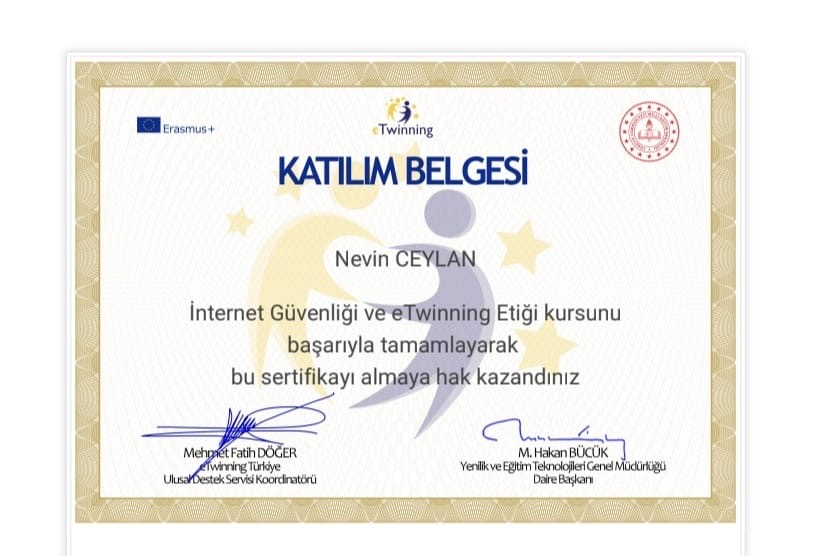 Erasmus+
eTwinning
KATILIM BELGESİ
Nevin CEYLAN
İnternet Güvenliği ve eTwinning Etiği kursunu
başarıyla tamamlayarak
bu sertifikayı almaya hak kazandınız
Mehmet Fatih DÖĞER
eTwinning Türkiye
Ulusal Destek Servisi Koordinatörü
M. Hakan BÜCÜK
Yenilik ve Eğitim Teknolojileri Genel Müdürlüğü
Daire Başkanı